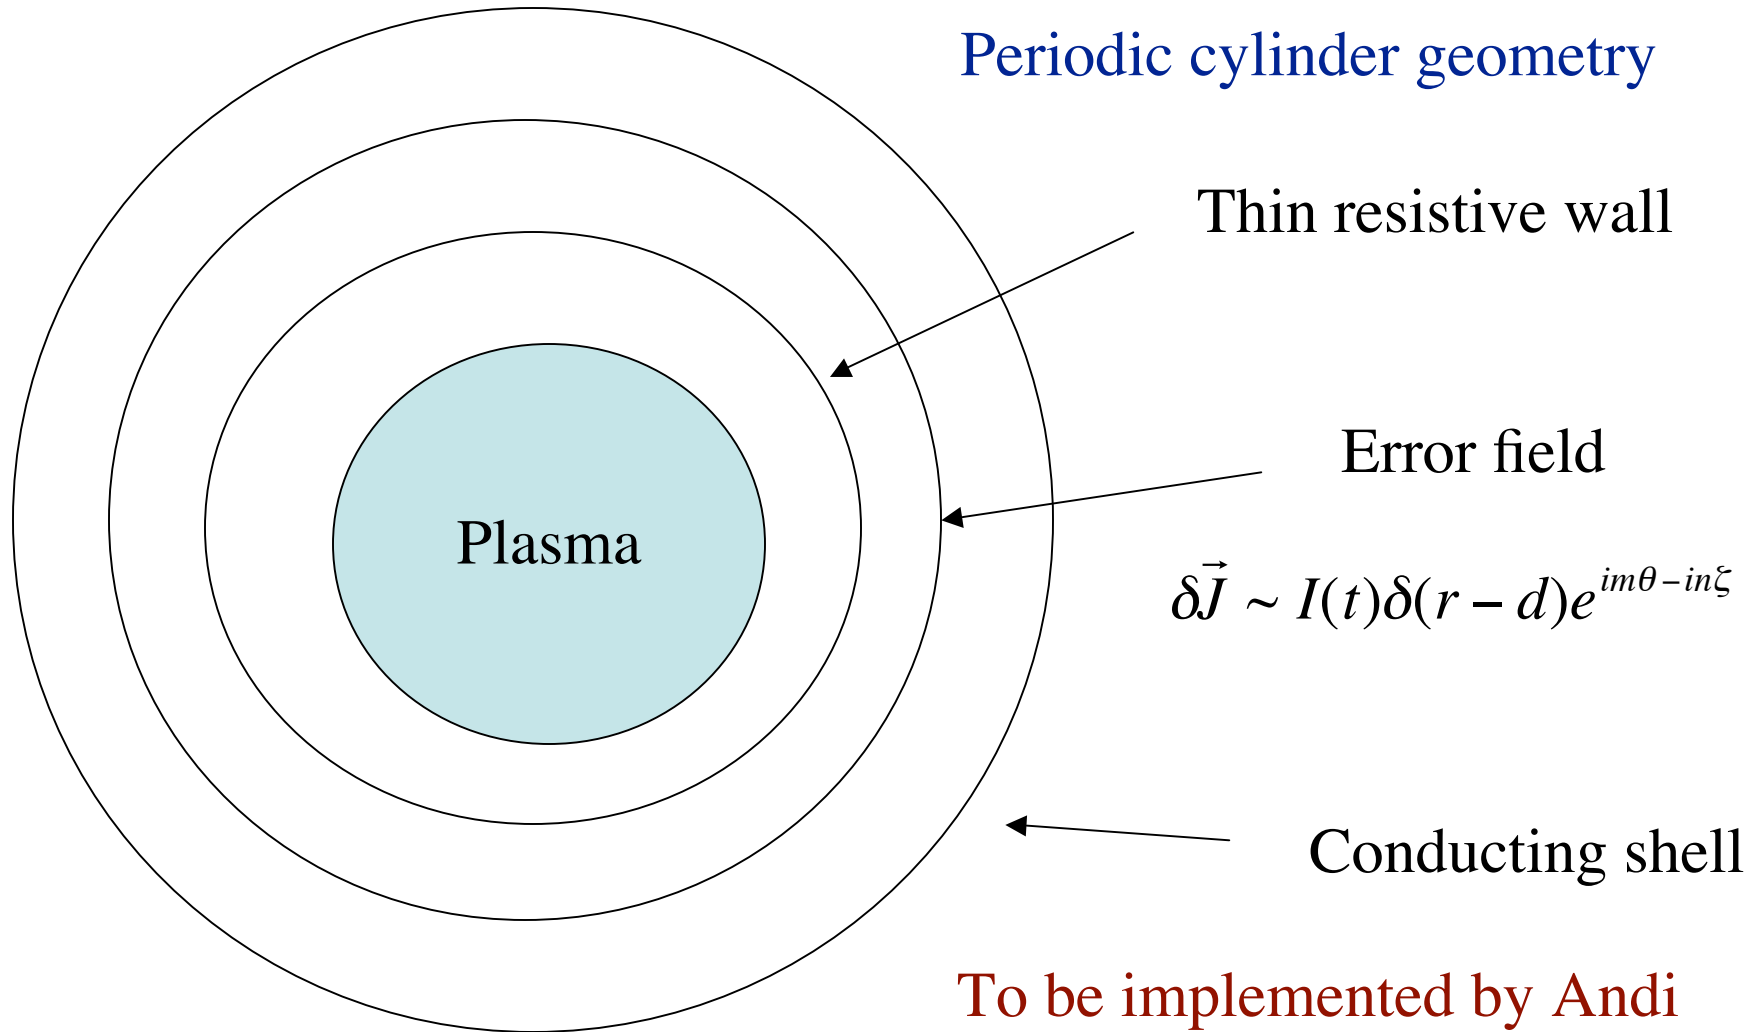 Periodic cylinder geometry
Thin resistive wall
Error field
Plasma
δJ⃗ ~ I(t)δ(r − d)e^{imθ−inζ}
Conducting shell
To be implemented by Andi